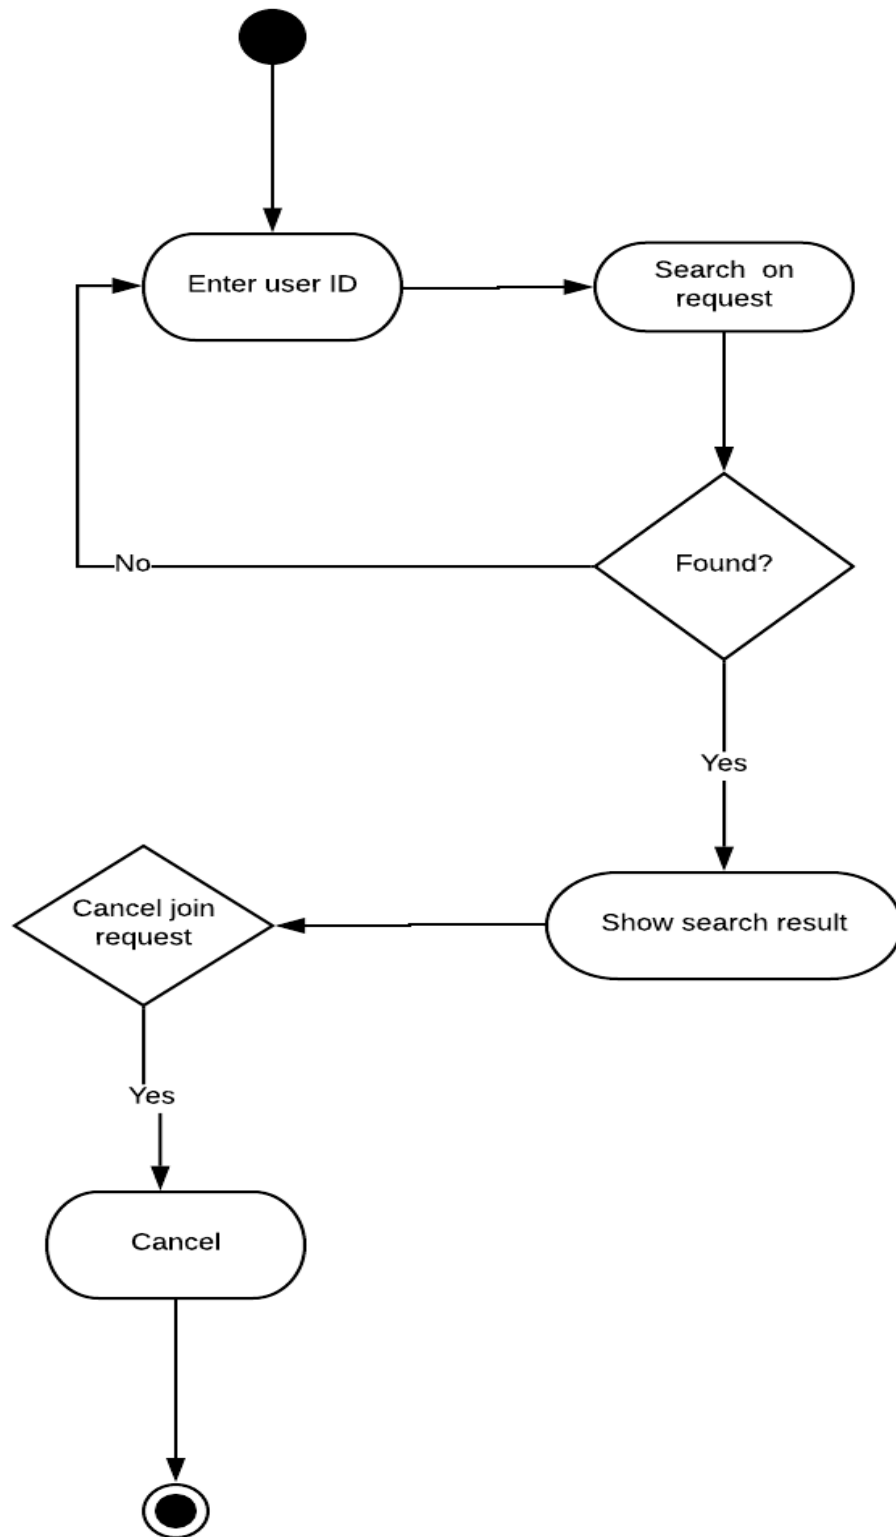 Enter user ID
Search on
request
No
Found?
Yes
Cancel join
request
Show search result
Yes
Cancel